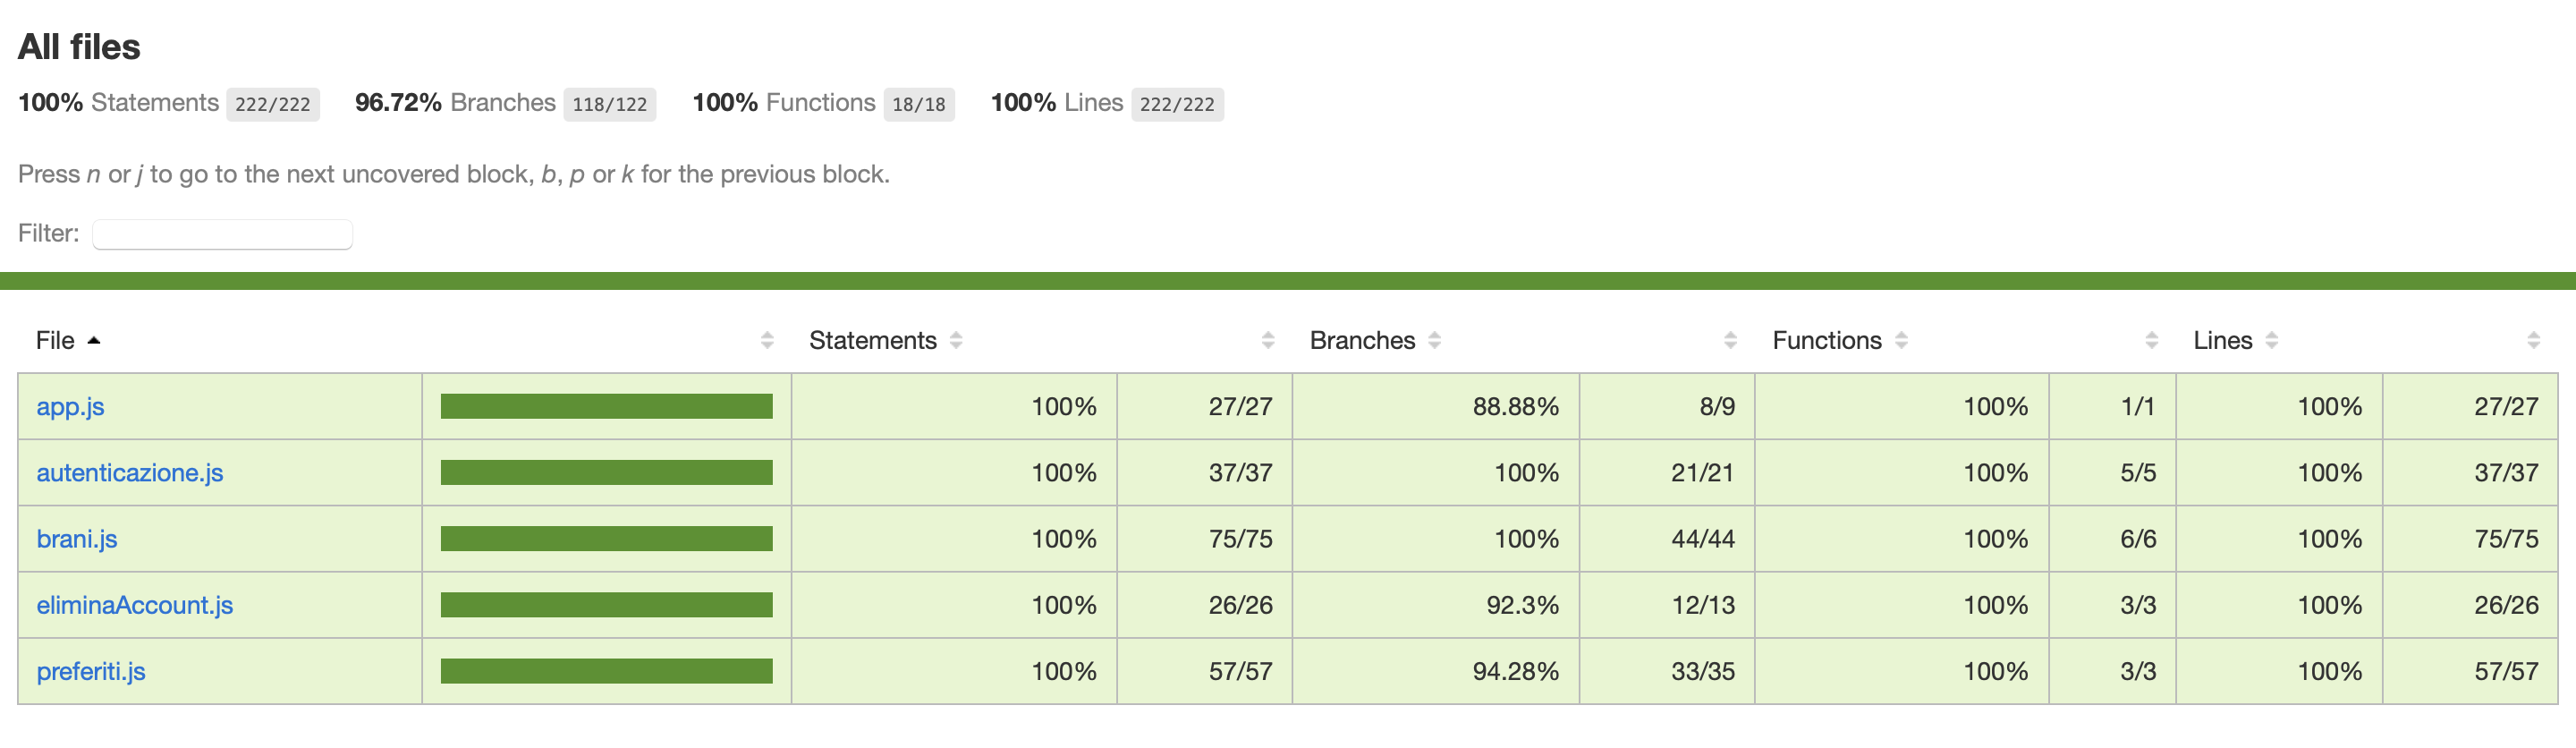 All files
100% Statements 222/222 96.72% Branches 118/122 100% Functions 18/18 100% Lines 222/222
Press n or j to go to the next uncovered block, b, p or k for the previous block.
Filter:
File Statements Branches Functions Lines
app.js 100% 27/27 88.88% 8/9 100% 1/1 100% 27/27
autenticazione.js 100% 37/37 100% 21/21 100% 5/5 100% 37/37
brani.js 100% 75/75 100% 44/44 100% 6/6 100% 75/75
eliminaAccount.js 100% 26/26 92.3% 12/13 100% 3/3 100% 26/26
preferiti.js 100% 57/57 94.28% 33/35 100% 3/3 100% 57/57